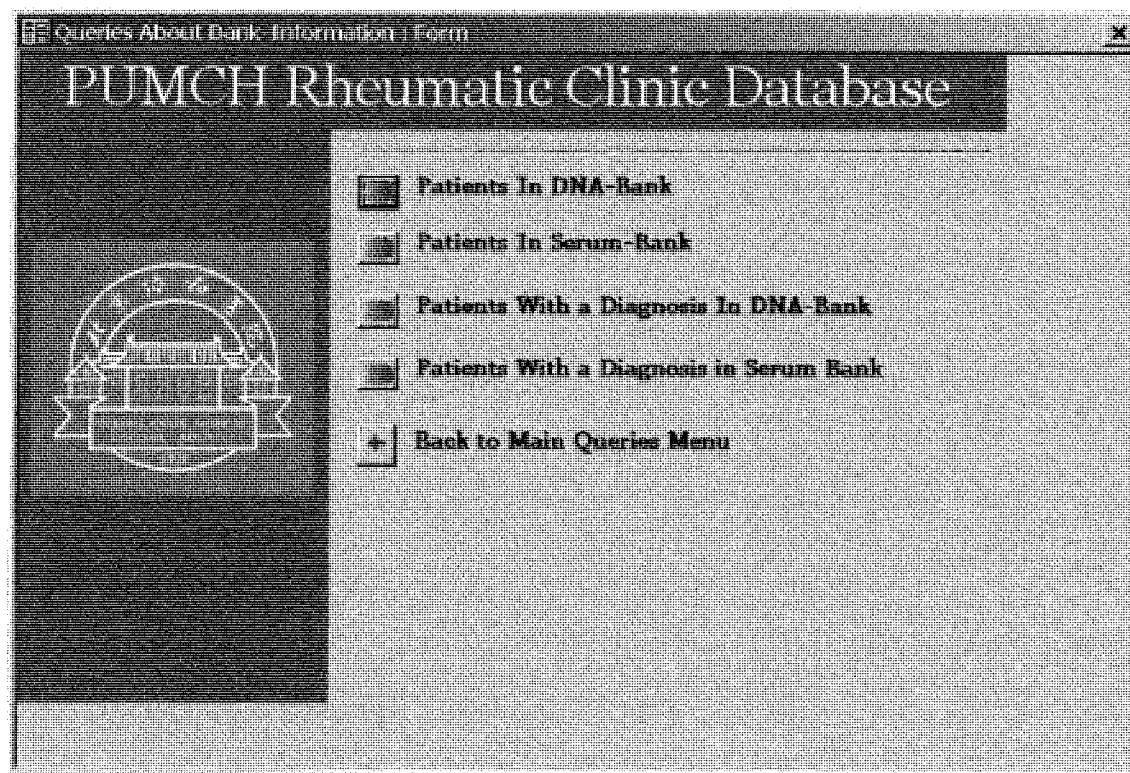 Queries About Bank Information : Form
PUMCH Rheumatic Clinic Database
Patients In DNA-Bank
Patients In Serum-Bank
Patients With a Diagnosis In DNA-Bank
Patients With a Diagnosis in Serum Bank
Back to Main Queries Menu